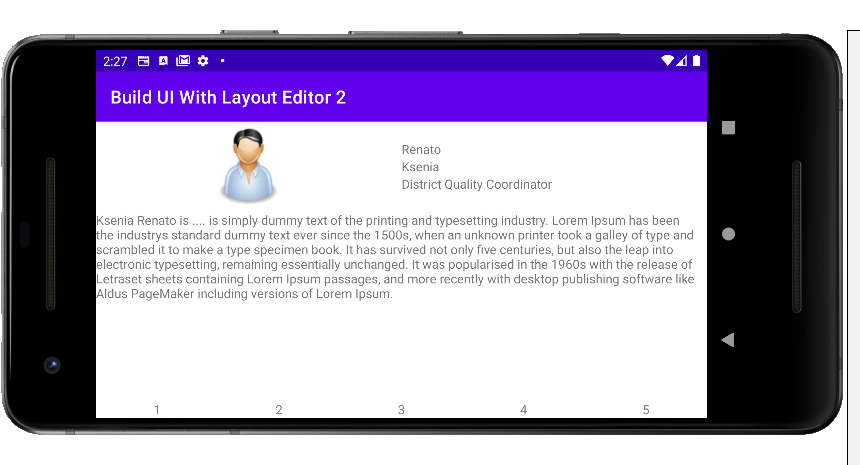 2:27
Build UI With Layout Editor 2
Renato
Ksenia
District Quality Coordinator
Ksenia Renato is .... is simply dummy text of the printing and typesetting industry. Lorem Ipsum has been
the industrys standard dummy text ever since the 1500s, when an unknown printer took a galley of type and
scrambled it to make a type specimen book. It has survived not only five centuries, but also the leap into
electronic typesetting, remaining essentially unchanged. It was popularised in the 1960s with the release of
Letraset sheets containing Lorem Ipsum passages, and more recently with desktop publishing software like
Aldus PageMaker including versions of Lorem Ipsum.
1 2 3 4 5